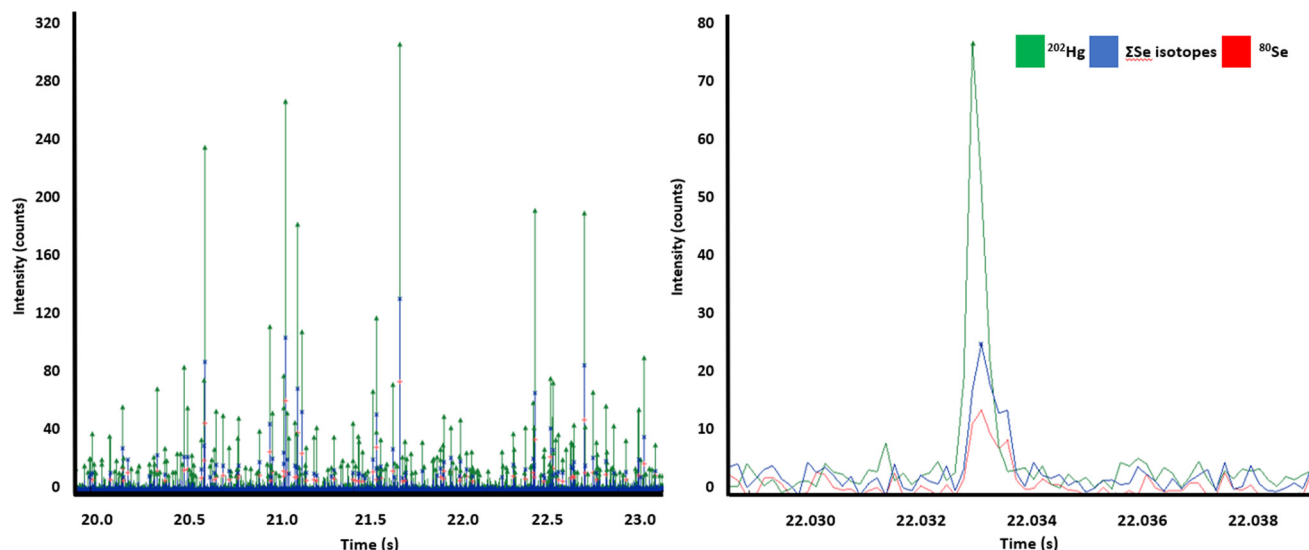 320
280
240
200
160
120
80
40
0
Intensity (counts)
20.0 20.5 21.0 21.5 22.0 22.5 23.0
Time (s)
80
70
60
50
40
30
20
10
0
Intensity (counts)
²⁰²Hg ΣSe isotopes ⁸⁰Se
22.030 22.032 22.034 22.036 22.038
Time (s)